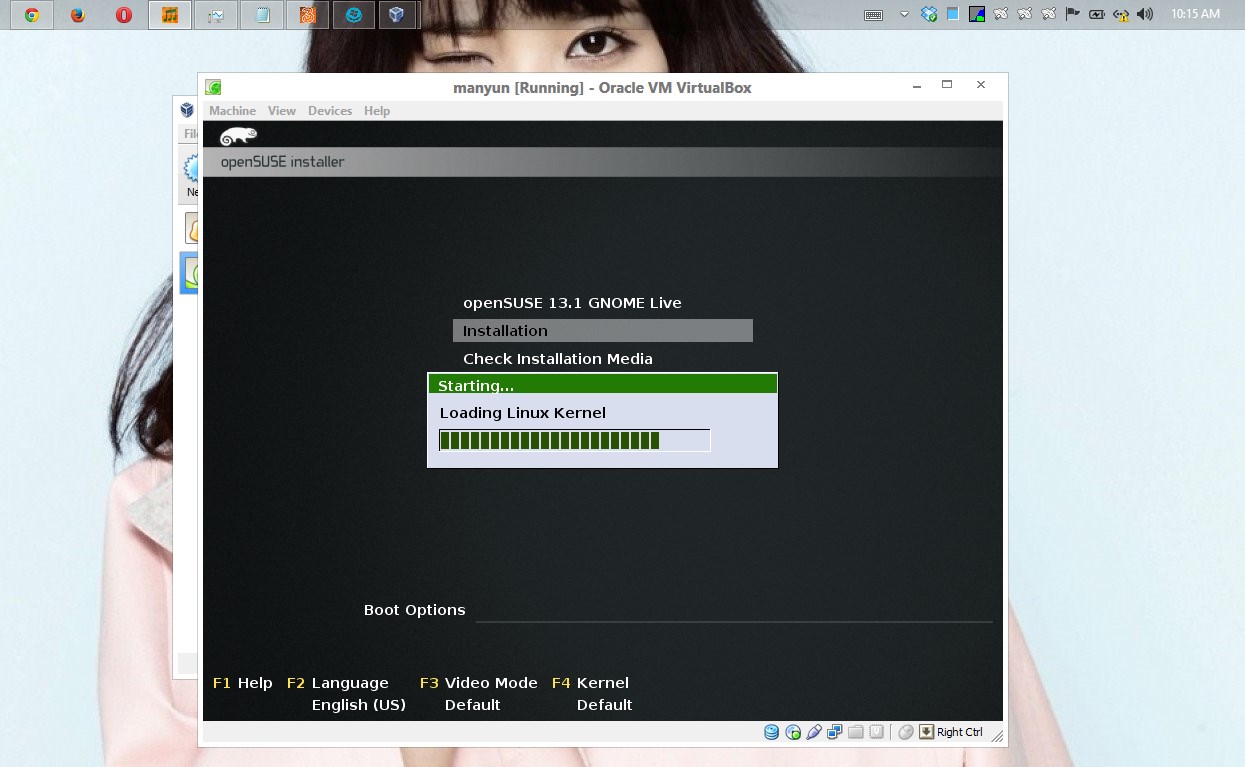 10:15 AM
manyun [Running] - Oracle VM VirtualBox
Machine View Devices Help
openSUSE installer
openSUSE 13.1 GNOME Live
Installation
Check Installation Media
Starting...
Loading Linux Kernel
Boot Options
F1 Help F2 Language F3 Video Mode F4 Kernel
English (US) Default Default
Right Ctrl